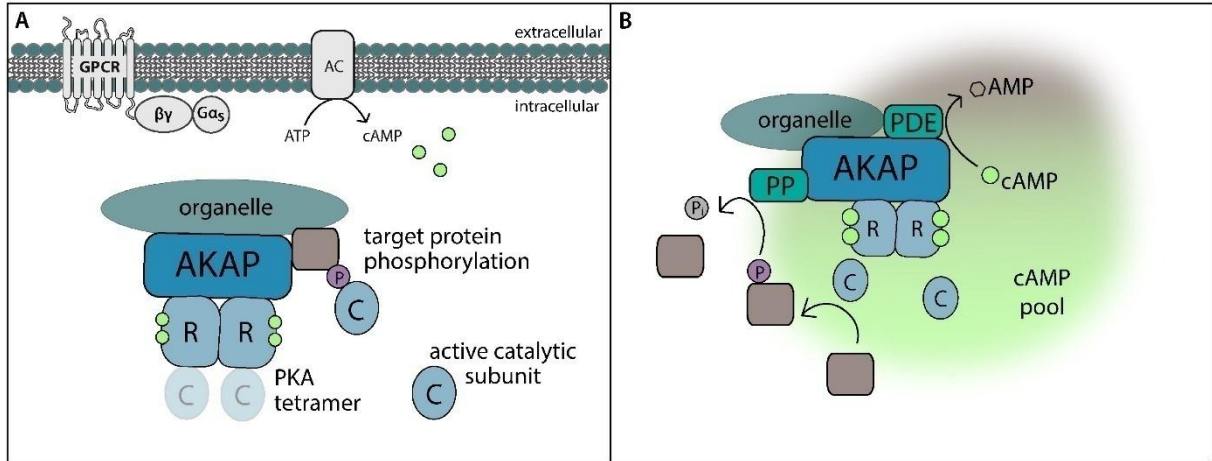 A
extracellular
GPCR
AC
βγ
Gαs
intracellular
ATP
cAMP
organelle
AKAP
target protein
phosphorylation
P
C
R
R
C
C
PKA
tetramer
active catalytic
subunit
C
B
AMP
organelle
PDE
AKAP
PP
cAMP
Pi
R
R
P
C
C
cAMP
pool